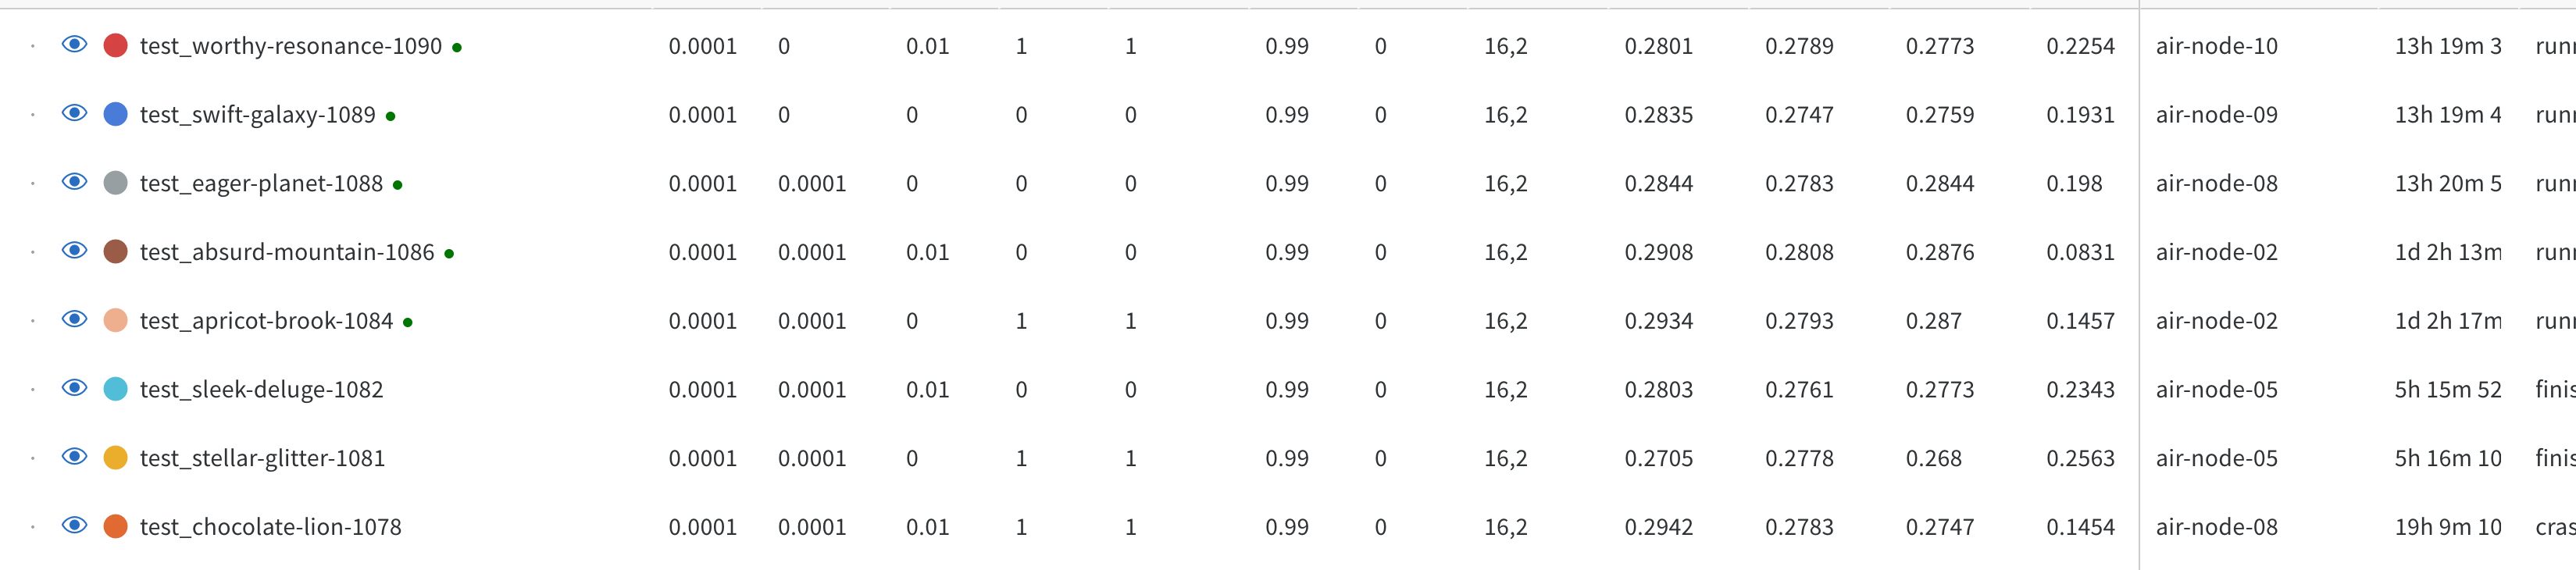 test_worthy-resonance-1090 0.0001 0 0.01 1 1 0.99 0 16,2 0.2801 0.2789 0.2773 0.2254 air-node-10 13h 19m 3 run
test_swift-galaxy-1089 0.0001 0 0 0 0 0.99 0 16,2 0.2835 0.2747 0.2759 0.1931 air-node-09 13h 19m 4 run
test_eager-planet-1088 0.0001 0.0001 0 0 0 0.99 0 16,2 0.2844 0.2783 0.2844 0.198 air-node-08 13h 20m 5 run
test_absurd-mountain-1086 0.0001 0.0001 0.01 0 0 0.99 0 16,2 0.2908 0.2808 0.2876 0.0831 air-node-02 1d 2h 13m run
test_apricot-brook-1084 0.0001 0.0001 0 1 1 0.99 0 16,2 0.2934 0.2793 0.287 0.1457 air-node-02 1d 2h 17m run
test_sleek-deluge-1082 0.0001 0.0001 0.01 0 0 0.99 0 16,2 0.2803 0.2761 0.2773 0.2343 air-node-05 5h 15m 52 finis
test_stellar-glitter-1081 0.0001 0.0001 0 1 1 0.99 0 16,2 0.2705 0.2778 0.268 0.2563 air-node-05 5h 16m 10 finis
test_chocolate-lion-1078 0.0001 0.0001 0.01 1 1 0.99 0 16,2 0.2942 0.2783 0.2747 0.1454 air-node-08 19h 9m 10 cras